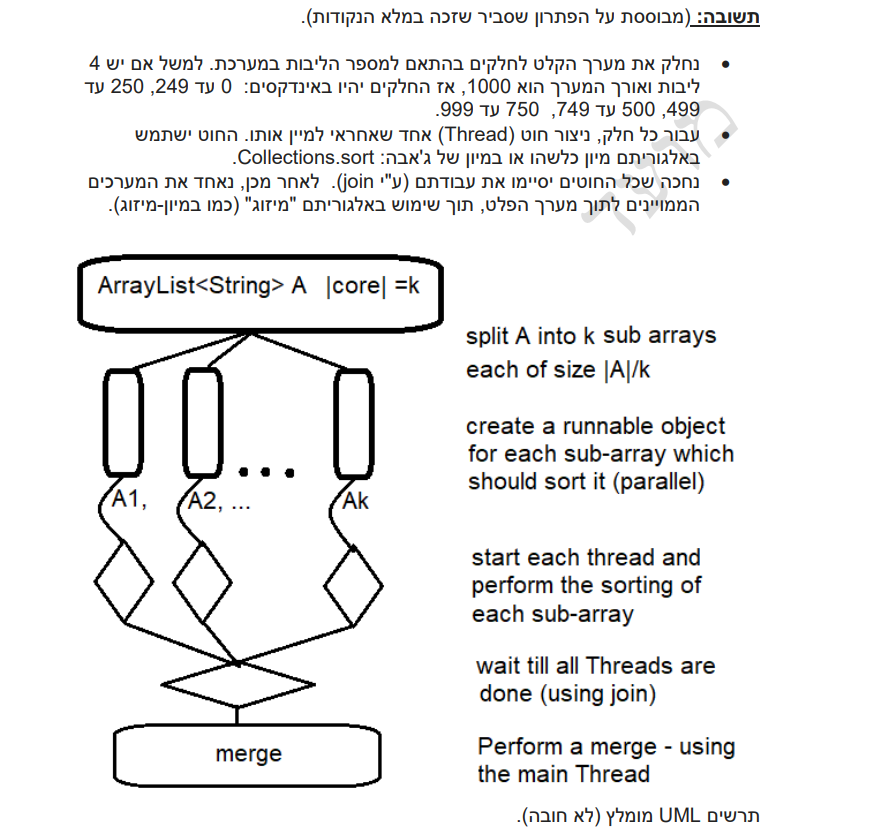 תשובה: (מבוססת על הפתרון שסביר שזכה במלא הנקודות).
נחלק את מערך הקלט לחלקים בהתאם למספר הליבות במערכת. למשל אם יש 4
ליבות ואורך המערך הוא 1000, אז החלקים יהיו באינדקסים: 0 עד 249, 250 עד
499, 500 עד 749, 750 עד 999.
עבור כל חלק, ניצור חוט (Thread) אחד שאחראי למיין אותו. החוט ישתמש
באלגוריתם מיון כלשהו או במיון של ג'אבה: Collections.sort.
נחכה שכל החוטים יסיימו את עבודתם (ע"י join). לאחר מכן, נאחד את המערכים
הממויינים לתוך מערך הפלט, תוך שימוש באלגוריתם "מיזוג" (כמו במיון-מיזוג).
ArrayList<String> A |core| =k
split A into k sub arrays
each of size |A|/k
create a runnable object
for each sub-array which
should sort it (parallel)
A1, A2, ... Ak
start each thread and
perform the sorting of
each sub-array
wait till all Threads are
done (using join)
merge
Perform a merge - using
the main Thread
תרשים UML מומלץ (לא חובה).